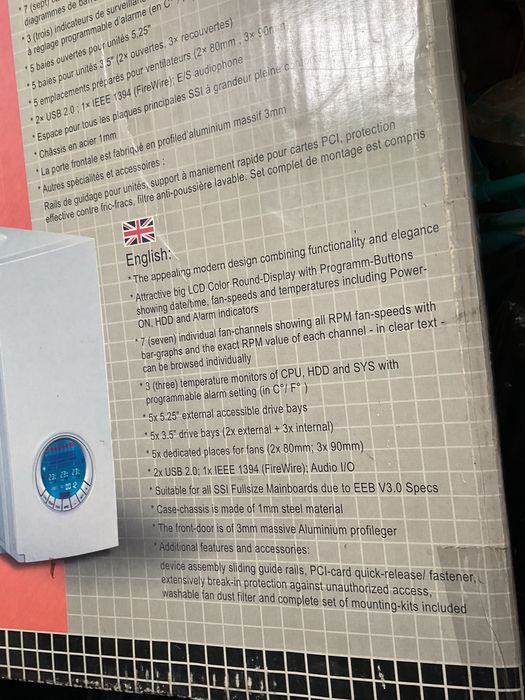 * 7 (sept)
diagrammes de
* 3 (trois) indicateurs de
à réglage programmable d'alarme (en C°
* 5 baies ouvertes pour unités 5,25"
* 5 baies pour unités 3,5" (2x ouvertes, 3x recouvertes)
* 5 emplacements préparés pour ventilateurs (2x 80mm , 3x
* 2x USB 2.0 ; 1x IEEE 1394 (FireWire); E/S audiophone
* Espace pour tous les plaques principales SSI à grandeur pleine
* Châssis en acier 1mm
* La porte frontale est fabriqué en profiled'aluminium massif 3mm
* Autres spécialités et accessoires :
Rails de guidage pour unités, support à maniement rapide pour cartes PCI, protection
effective contre fric-fracs, filtre anti-poussière lavable. Set complet de montage est compris
English:
* The appealing modern design combining functionality and elegance
* Attractive big LCD Color Round-Display with Programm-Buttons
showing date/time, fan-speeds and temperatures including Power-
ON, HDD and Alarm indicators
* 7 (seven) individual fan-channels showing all RPM fan-speeds with
bar-graphs and the exact RPM value of each channel - in clear text -
can be browsed individually
* 3 (three) temperature monitors of CPU, HDD and SYS with
programmable alarm setting (in C°/ F° )
* 5x 5.25" external accessible drive bays
* 5x 3.5" drive bays (2x external + 3x internal)
* 5x dedicated places for fans (2x 80mm; 3x 90mm)
* 2x USB 2.0; 1x IEEE 1394 (FireWire); Audio I/O
* Suitable for all SSI Fullsize Mainboards due to EEB V3.0 Specs
* Case-chassis is made of 1mm steel material
* The front-door is of 3mm massive Aluminium profileger
* Additional features and accessories:
device assembly sliding guide rails, PCI-card quick-release/ fastener,
extensively break-in protection against unauthorized access,
washable fan dust filter and complete set of mounting-kits included